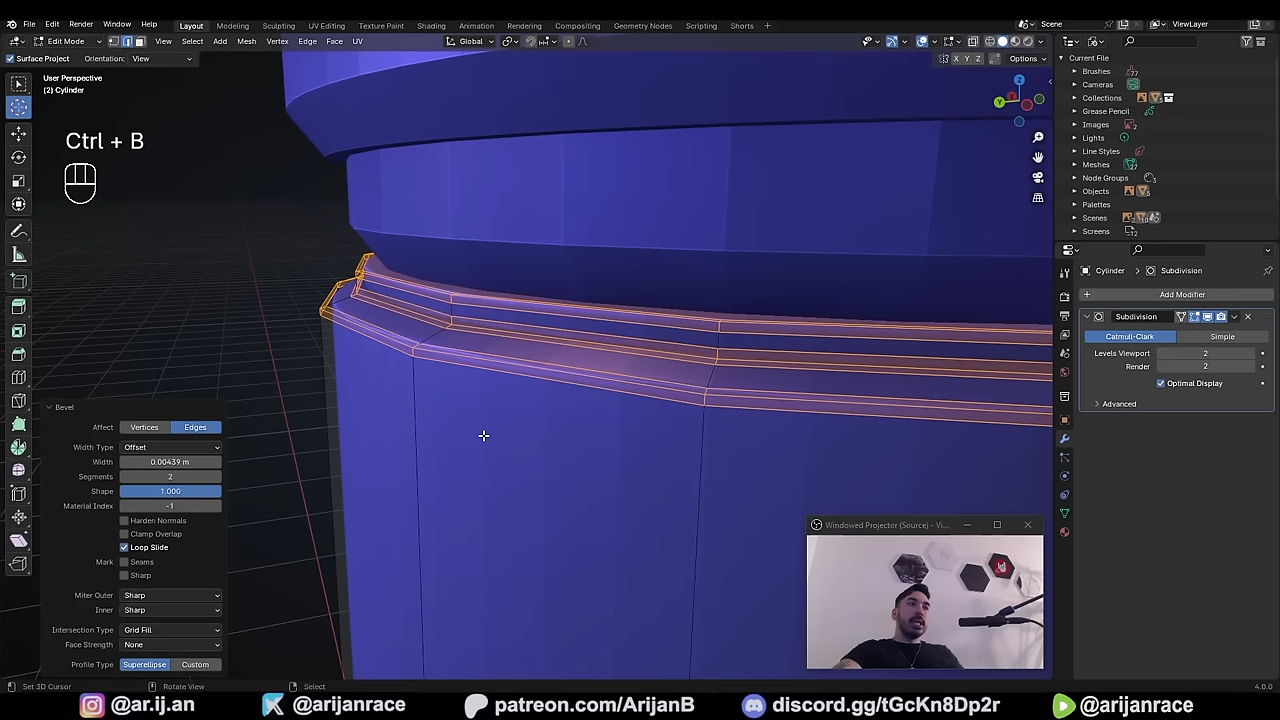 File Edit Render Window Help Layout Modeling Sculpting UV Editing Texture Paint Shading Animation Rendering Compositing Geometry Nodes Scripting Shorts + Scene ViewLayer
Edit Mode View Select Add Mesh Vertex Edge Face UV Global
Surface Project Orientation: View X Y Z Options
User Perspective
(2) Cylinder
Ctrl + B
Z
Y
Current File
Brushes
Cameras
Collections
Grease Pencil
Images
Lights
Line Styles
Meshes
Node Groups
Objects
Palettes
Scenes
Screens
Cylinder > Subdivision
+ Add Modifier
Subdivision
Catmull-Clark Simple
Levels Viewport 2
Render 2
Optimal Display
Advanced
Bevel
Affect Vertices Edges
Width Type Offset
Width 0.00439 m
Segments 2
Shape 1.000
Material Index -1
Harden Normals
Clamp Overlap
Loop Slide
Mark Seams
Sharp
Miter Outer Sharp
Inner Sharp
Intersection Type Grid Fill
Face Strength None
Profile Type Superellipse Custom
Windowed Projector (Source) - Vi...
Set 3D Cursor Rotate View Select 4.0.0
@ar.ij.an @arijanrace patreon.com/ArijanB discord.gg/tGcKn8Dp2r @arijanrace